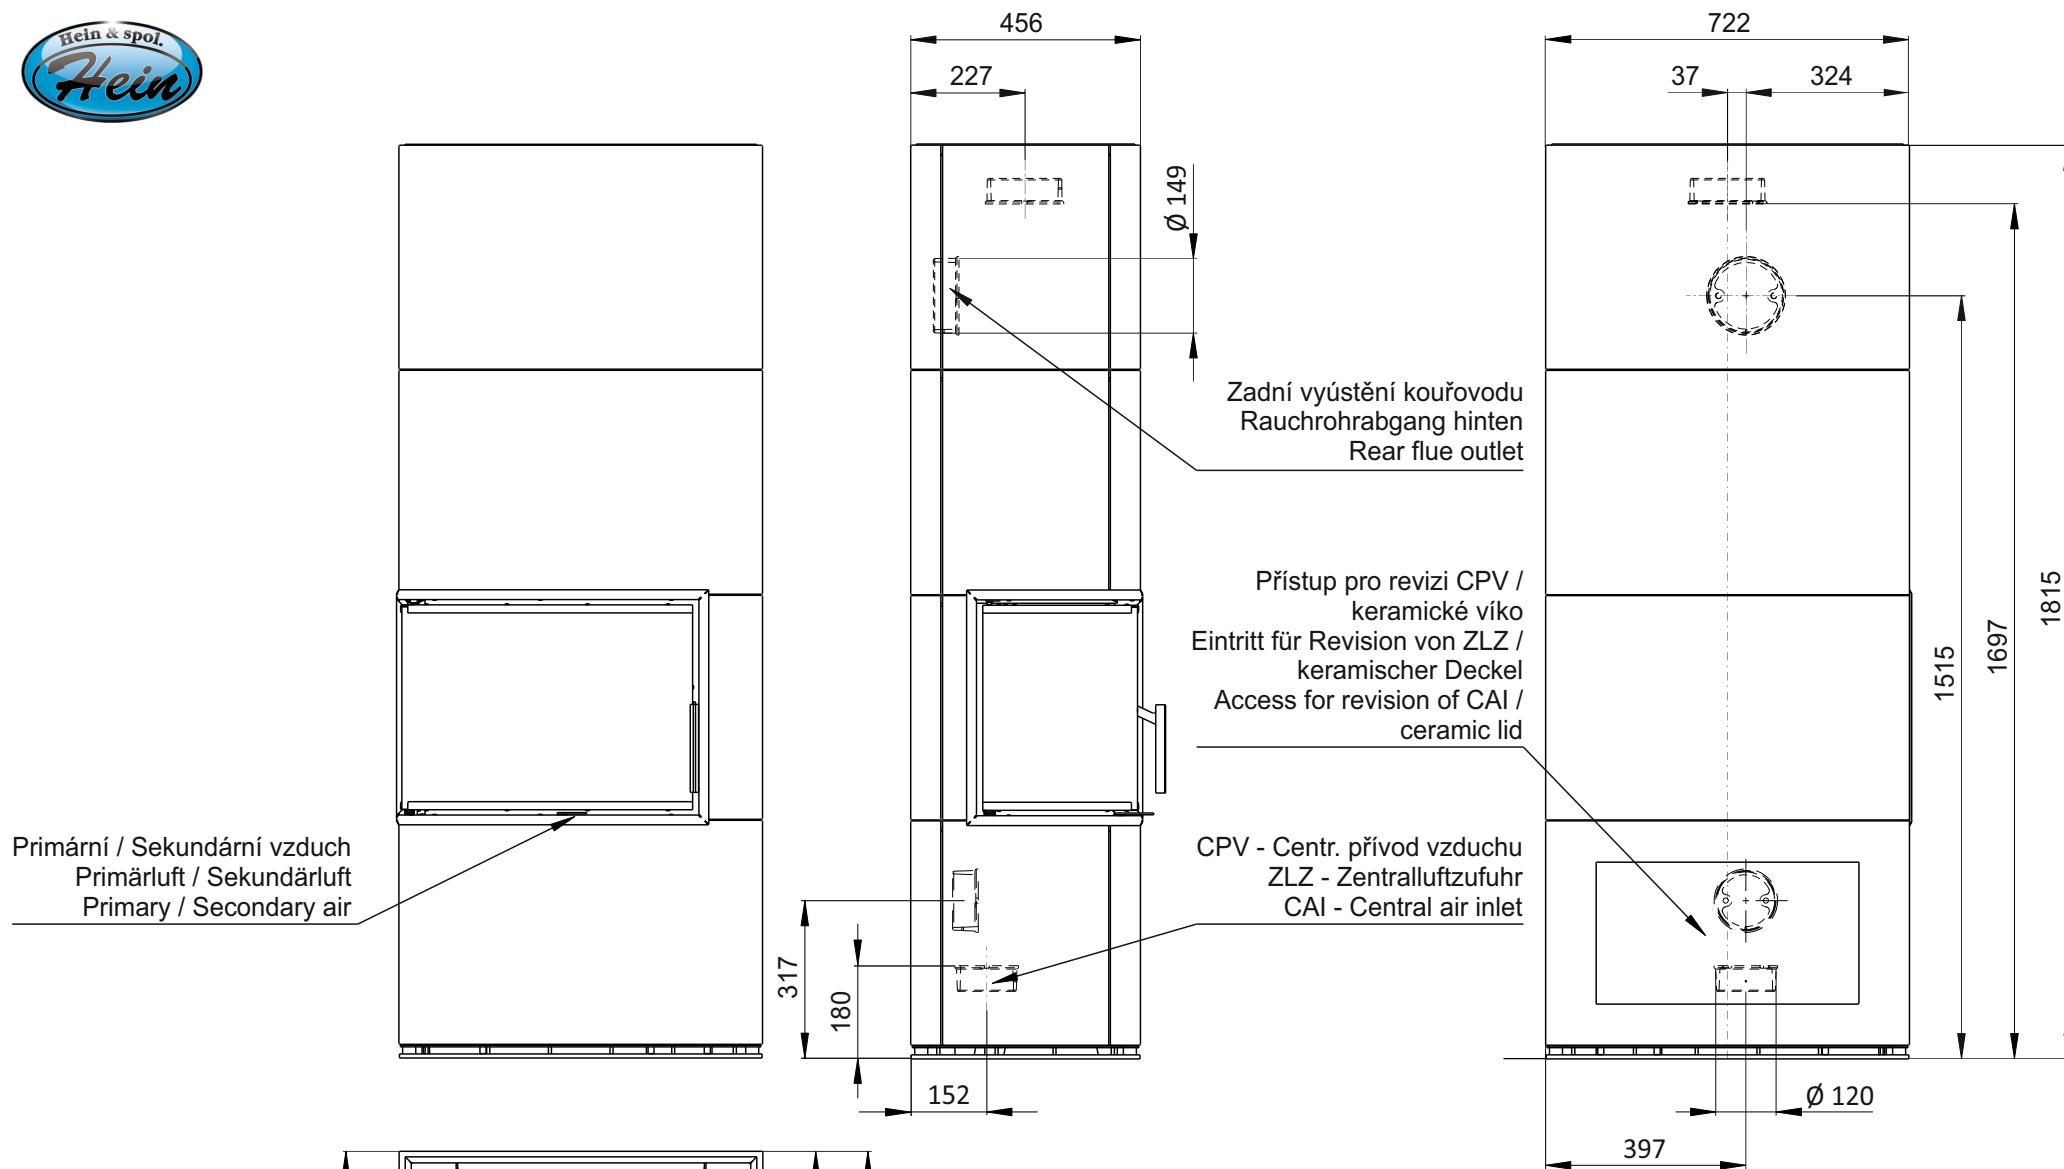 Hein & spol.
Hein
456
722
227
37
324
Ø 149
Zadní vyústění kouřovodu
Rauchrohrabgang hinten
Rear flue outlet
Přístup pro revizi CPV /
keramické víko
Eintritt für Revision von ZLZ /
keramischer Deckel
Access for revision of CAI /
ceramic lid
1515
1697
1815
Primární / Sekundární vzduch
Primärluft / Sekundärluft
Primary / Secondary air
CPV - Centr. přívod vzduchu
ZLZ - Zentralluftzufuhr
CAI - Central air inlet
317
180
152
Ø 120
397